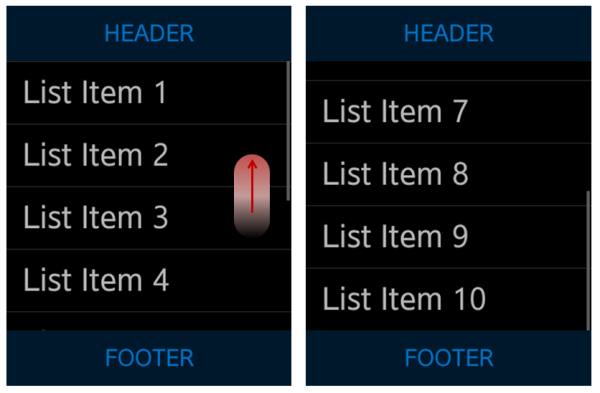 HEADER
List Item 1
List Item 2
List Item 3
List Item 4
FOOTER
HEADER
List Item 7
List Item 8
List Item 9
List Item 10
FOOTER